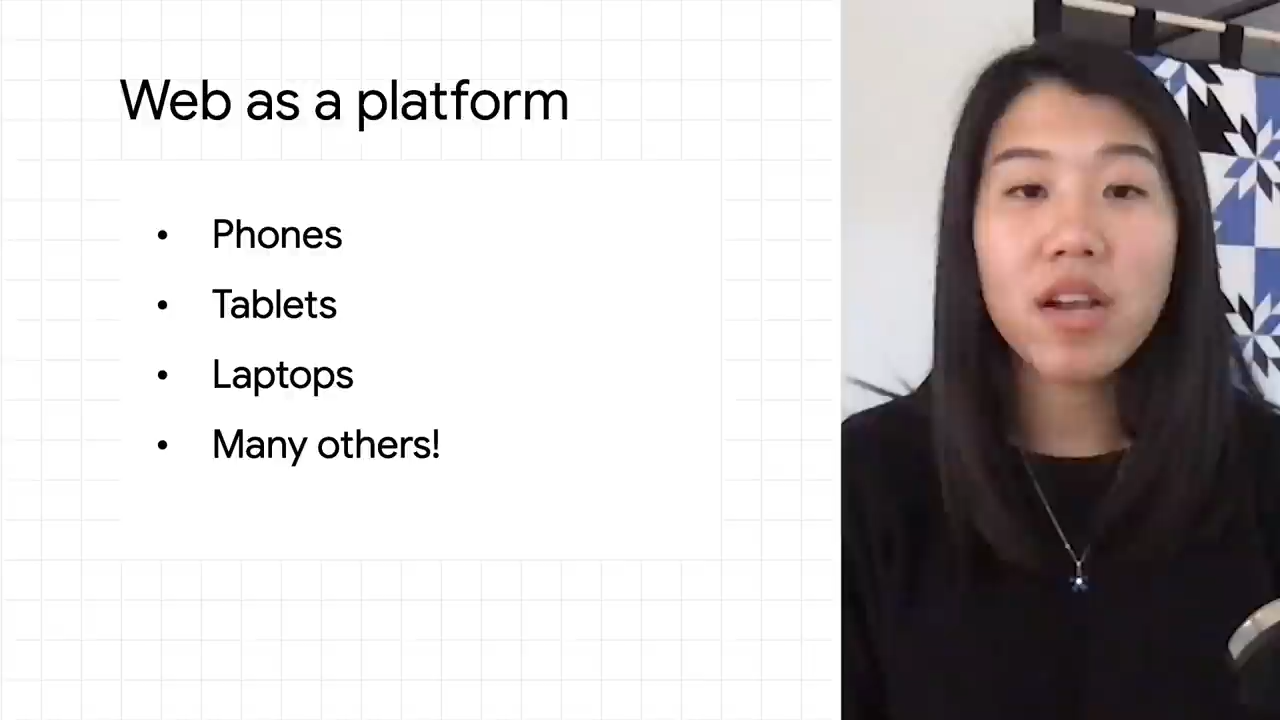 Web as a platform
• Phones
• Tablets
• Laptops
• Many others!